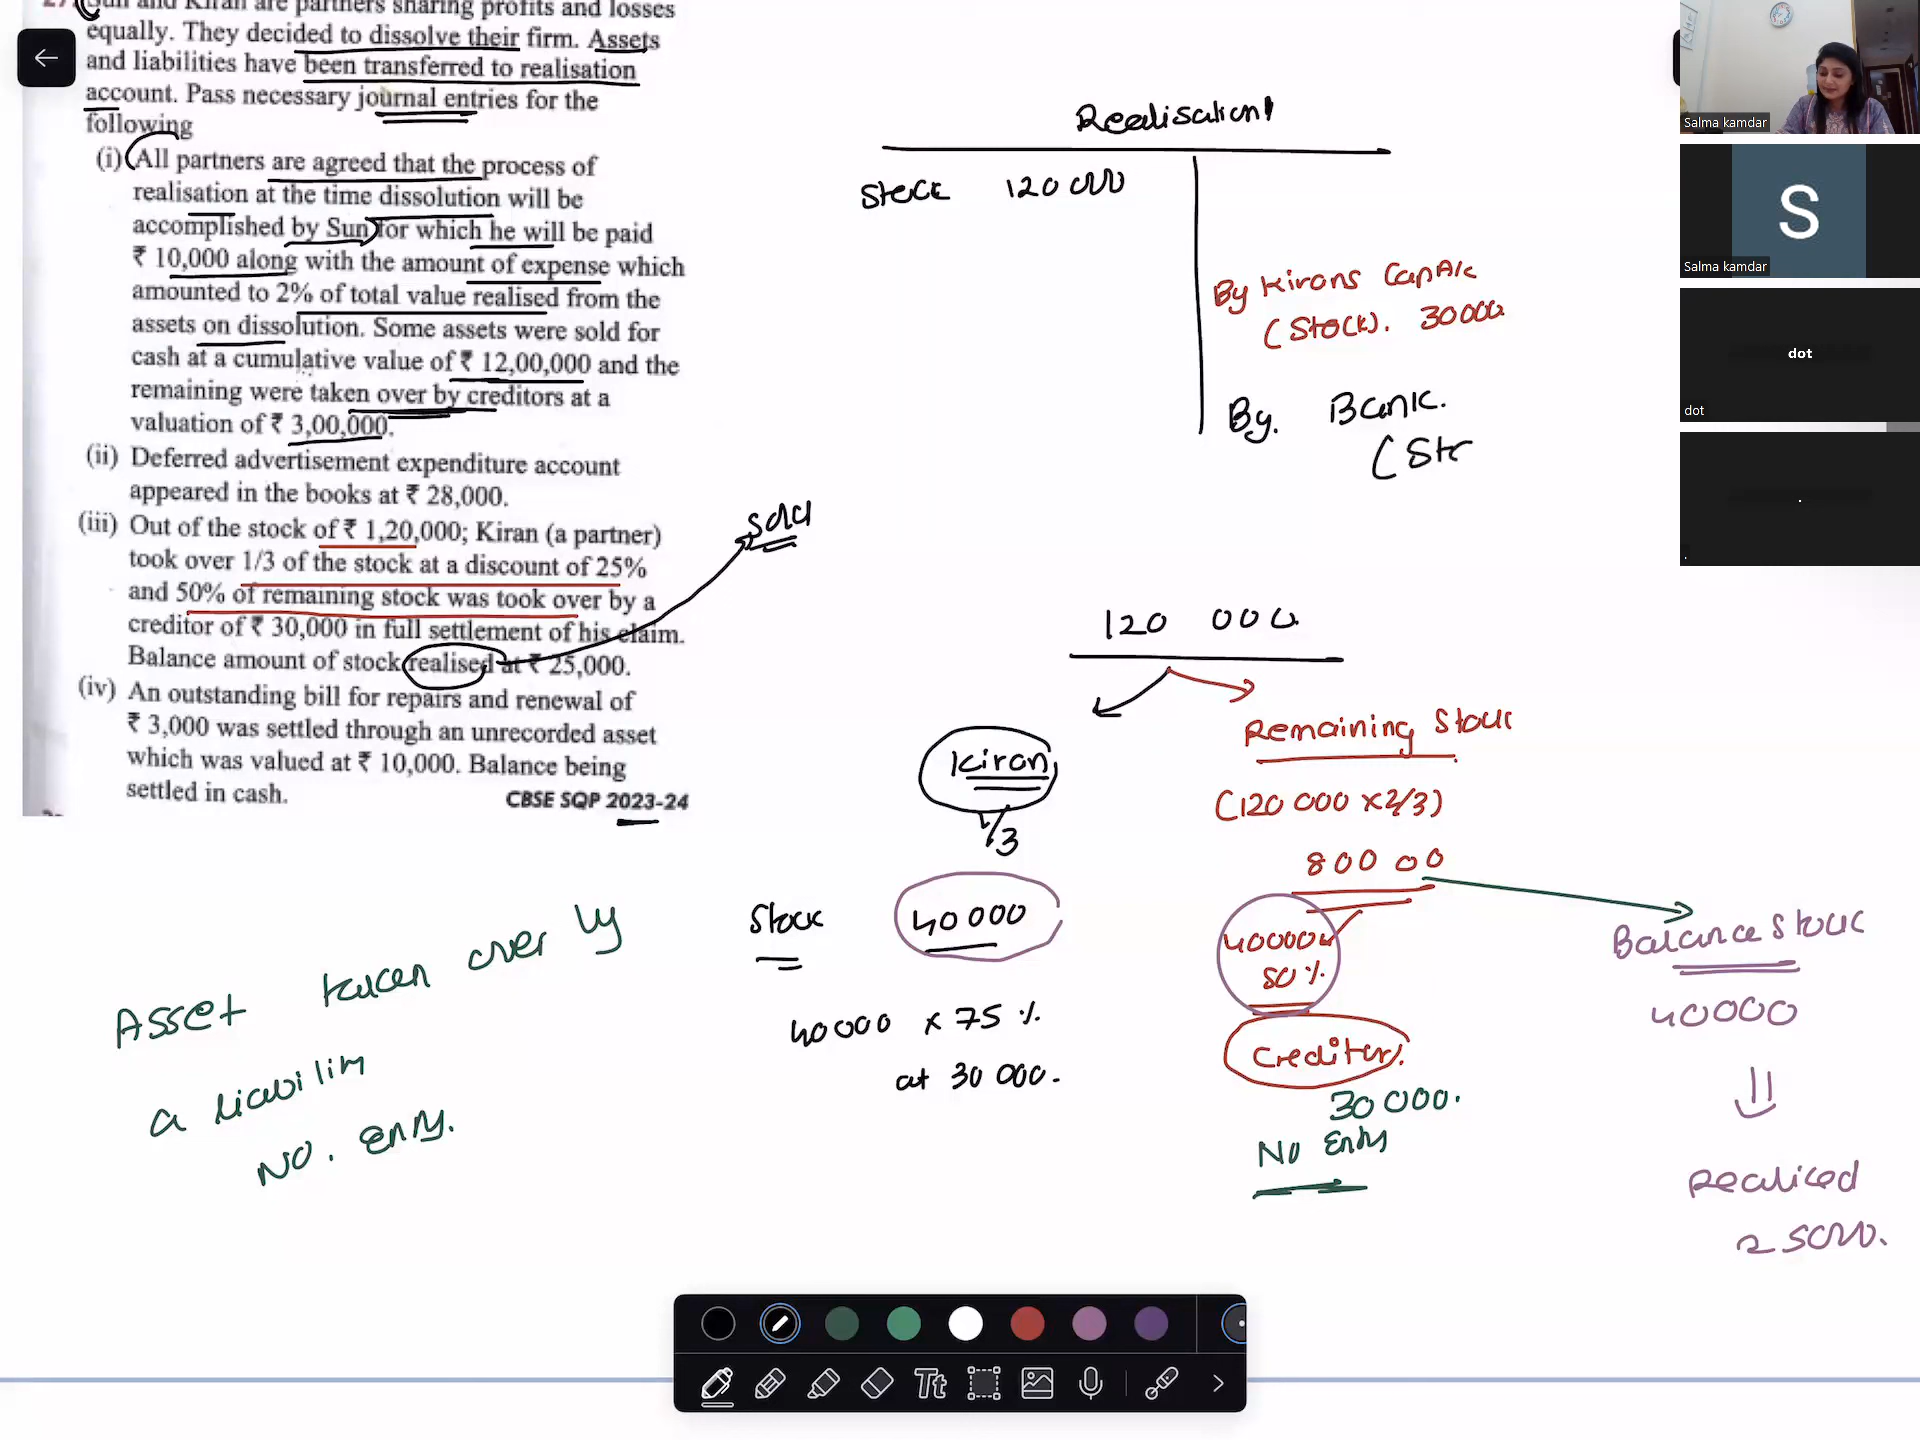 27. Sun and Kiran are partners sharing profits and losses
equally. They decided to dissolve their firm. Assets
and liabilities have been transferred to realisation
account. Pass necessary journal entries for the
following
(i) All partners are agreed that the process of
realisation at the time dissolution will be
accomplished by Sun for which he will be paid
₹ 10,000 along with the amount of expense which
amounted to 2% of total value realised from the
assets on dissolution. Some assets were sold for
cash at a cumulative value of ₹ 12,00,000 and the
remaining were taken over by creditors at a
valuation of ₹ 3,00,000.
(ii) Deferred advertisement expenditure account
appeared in the books at ₹ 28,000.
(iii) Out of the stock of ₹ 1,20,000; Kiran (a partner)
took over 1/3 of the stock at a discount of 25%
and 50% of remaining stock was took over by a
creditor of ₹ 30,000 in full settlement of his claim.
Balance amount of stock realised at ₹ 25,000.
(iv) An outstanding bill for repairs and renewal of
₹ 3,000 was settled through an unrecorded asset
which was valued at ₹ 10,000. Balance being
settled in cash.
CBSE SQP 2023-24
sold
Realisation
Stock 120 000
By Kirans Cap A/c
(Stock). 30000.
By. Bank.
(Str
120 000.
Kiran
1/3
Remaining Stock
(120 000 x 2/3)
800 00
Stock 40000
40000
50 %
Balance Stock
40000
40000 x 75 %
at 30 000.
Creditors.
30 000.
No Entry
Realised
25000.
Asset taken over by
a liability
NO. Entry.
Salma kamdar
S
Salma kamdar
dot
dot
.
.
Tt